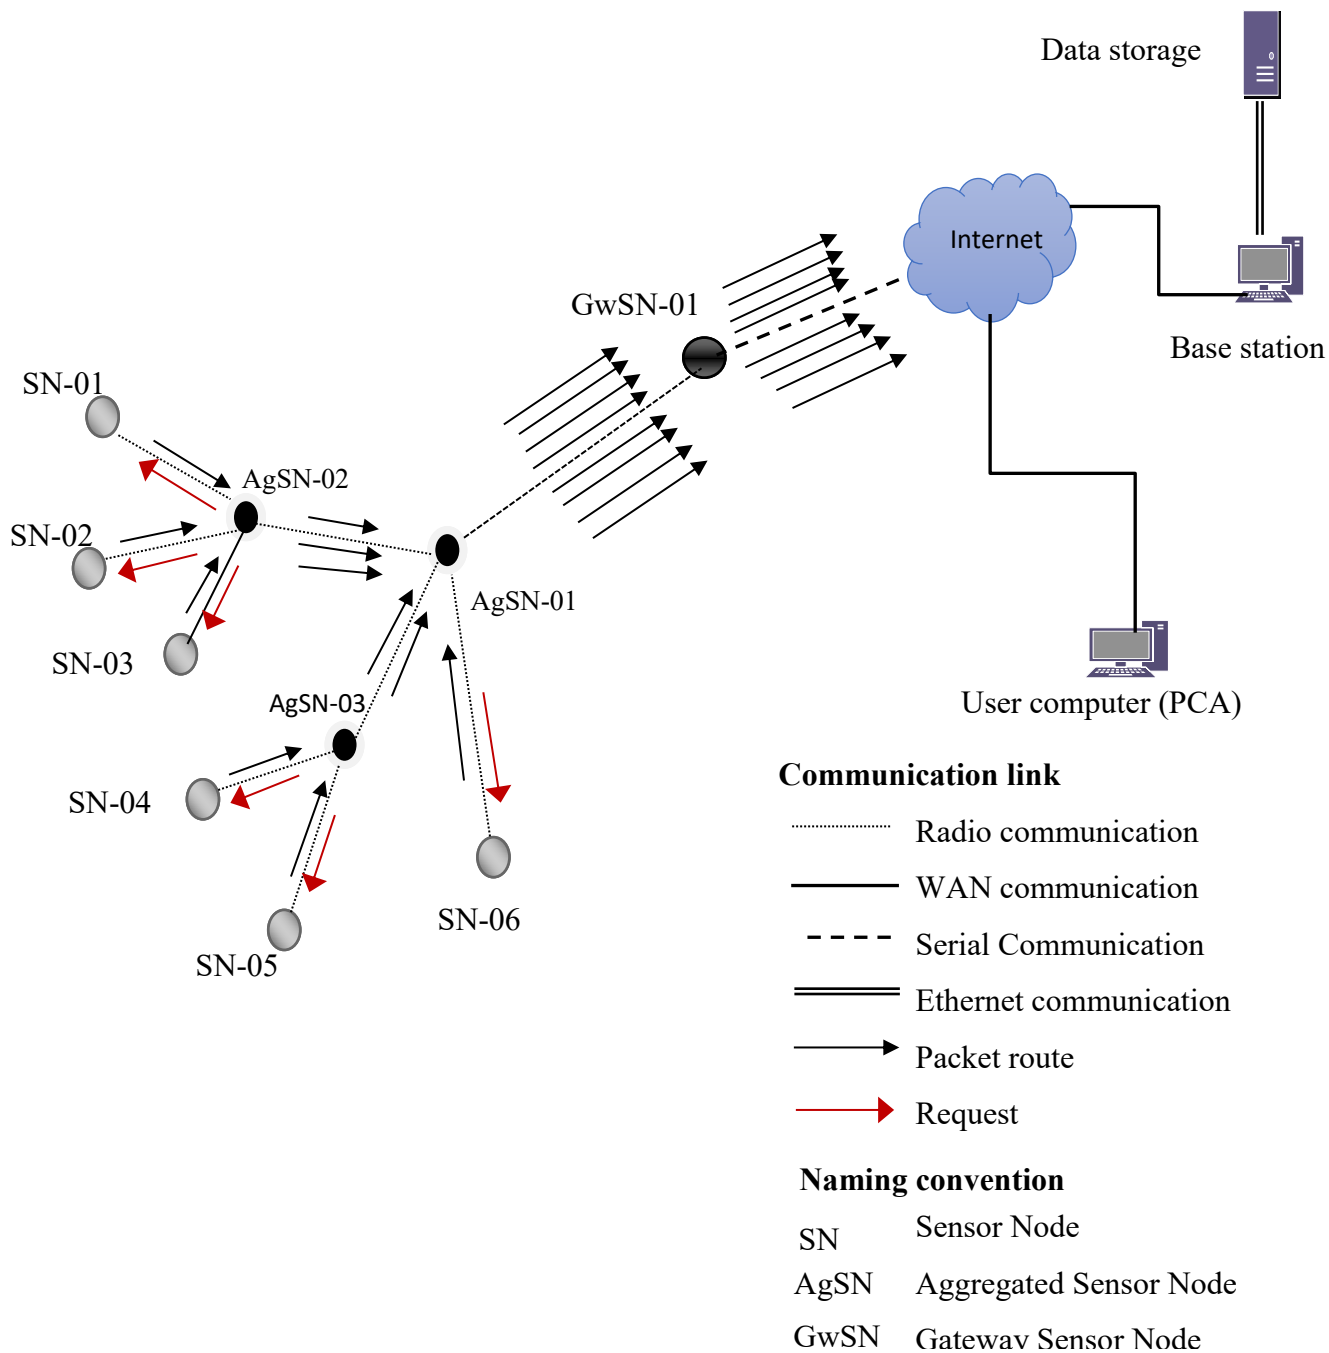 Data storage
Internet
GwSN-01
Base station
SN-01
AgSN-02
SN-02
AgSN-01
SN-03
AgSN-03
User computer (PCA)
SN-04
SN-06
SN-05
Communication link
Radio communication
WAN communication
Serial Communication
Ethernet communication
Packet route
Request
Naming convention
SN Sensor Node
AgSN Aggregated Sensor Node
GwSN Gateway Sensor Node